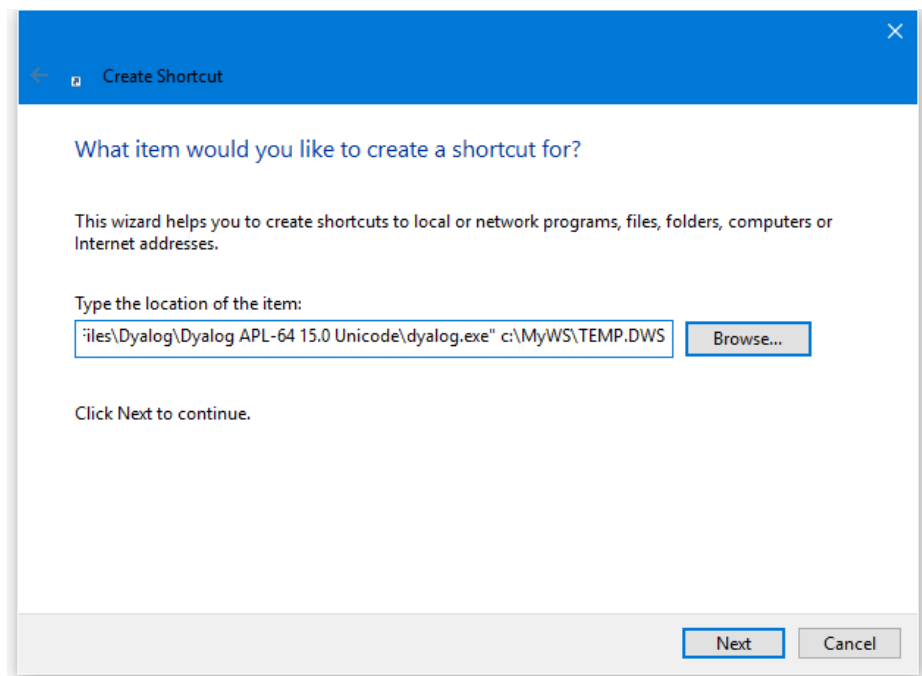 Create Shortcut
What item would you like to create a shortcut for?
This wizard helps you to create shortcuts to local or network programs, files, folders, computers or
Internet addresses.
Type the location of the item:
iles\Dyalog\Dyalog APL-64 15.0 Unicode\dyalog.exe" c:\MyWS\TEMP.DWS
Browse...
Click Next to continue.
Next
Cancel